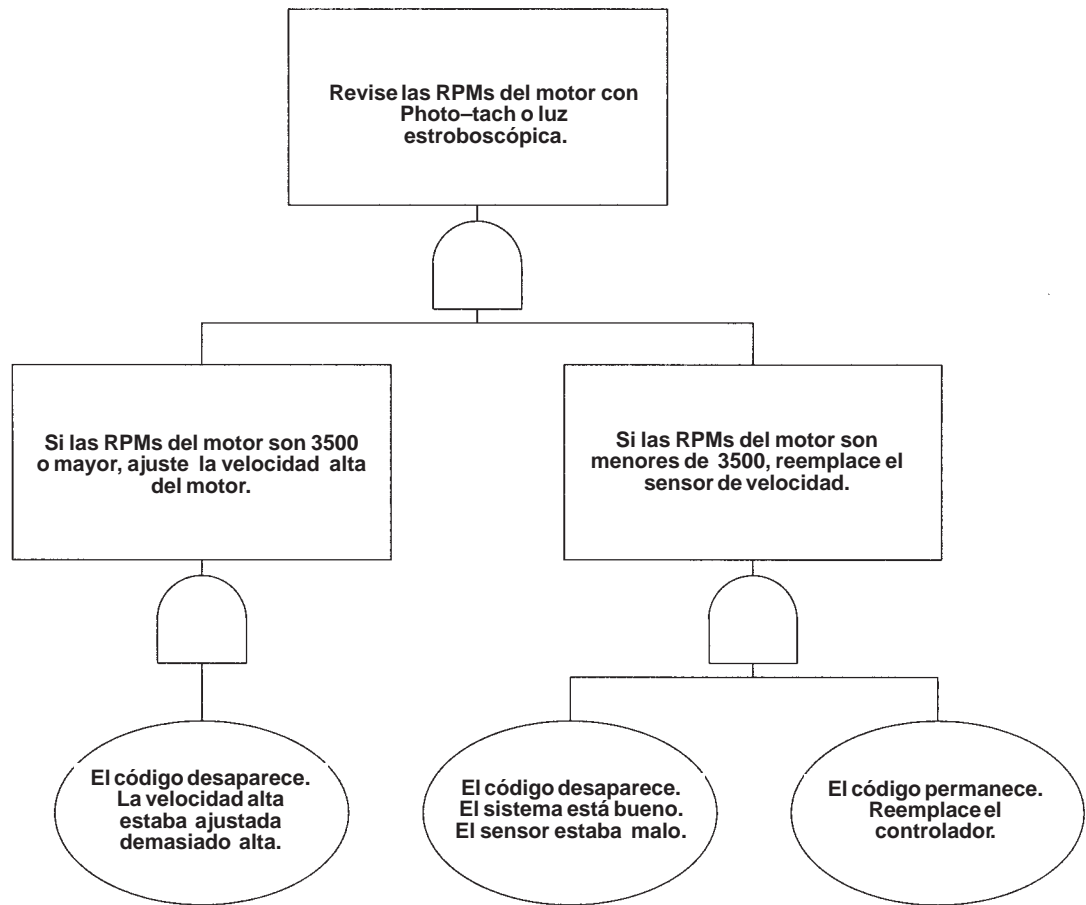 Revise las RPMs del motor con
Photo–tach o luz
estroboscópica.
Si las RPMs del motor son 3500
o mayor, ajuste la velocidad alta
del motor.
Si las RPMs del motor son
menores de 3500, reemplace el
sensor de velocidad.
El código desaparece.
La velocidad alta
estaba ajustada
demasiado alta.
El código desaparece.
El sistema está bueno.
El sensor estaba malo.
El código permanece.
Reemplace el
controlador.